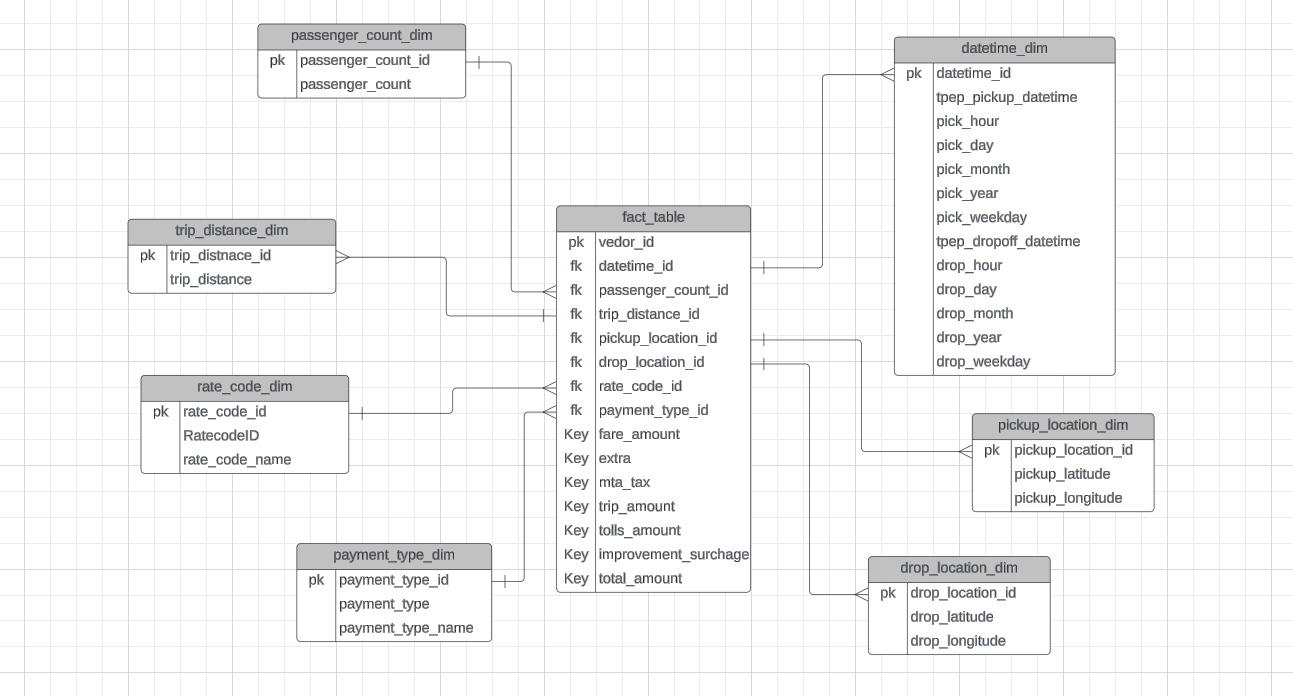 passenger_count_dim
pk passenger_count_id
passenger_count
datetime_dim
pk datetime_id
tpep_pickup_datetime
pick_hour
pick_day
pick_month
pick_year
pick_weekday
tpep_dropoff_datetime
drop_hour
drop_day
drop_month
drop_year
drop_weekday
trip_distance_dim
pk trip_distnace_id
trip_distance
fact_table
pk vedor_id
fk datetime_id
fk passenger_count_id
fk trip_distance_id
fk pickup_location_id
fk drop_location_id
fk rate_code_id
fk payment_type_id
Key fare_amount
Key extra
Key mta_tax
Key trip_amount
Key tolls_amount
Key improvement_surchage
Key total_amount
rate_code_dim
pk rate_code_id
RatecodeID
rate_code_name
pickup_location_dim
pk pickup_location_id
pickup_latitude
pickup_longitude
payment_type_dim
pk payment_type_id
payment_type
payment_type_name
drop_location_dim
pk drop_location_id
drop_latitude
drop_longitude